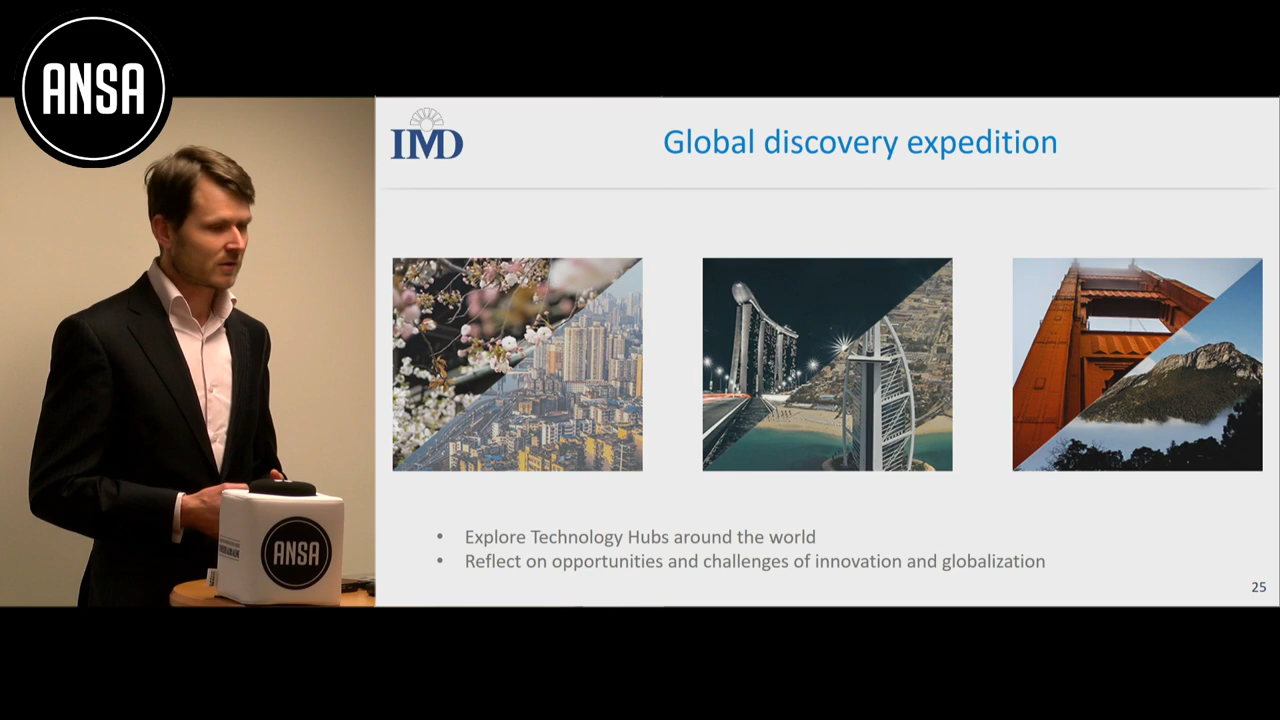 ANSA
IMD
Global discovery expedition
• Explore Technology Hubs around the world
• Reflect on opportunities and challenges of innovation and globalization
25
ANSA